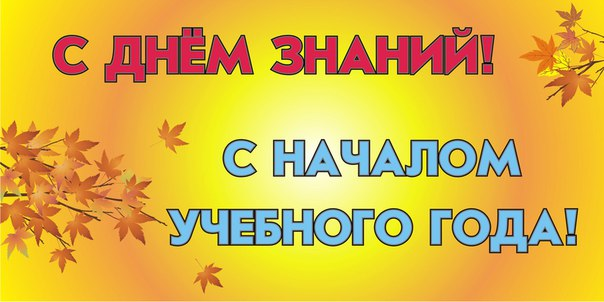 С ДНЁМ ЗНАНИЙ!
С НАЧАЛОМ
УЧЕБНОГО ГОДА!